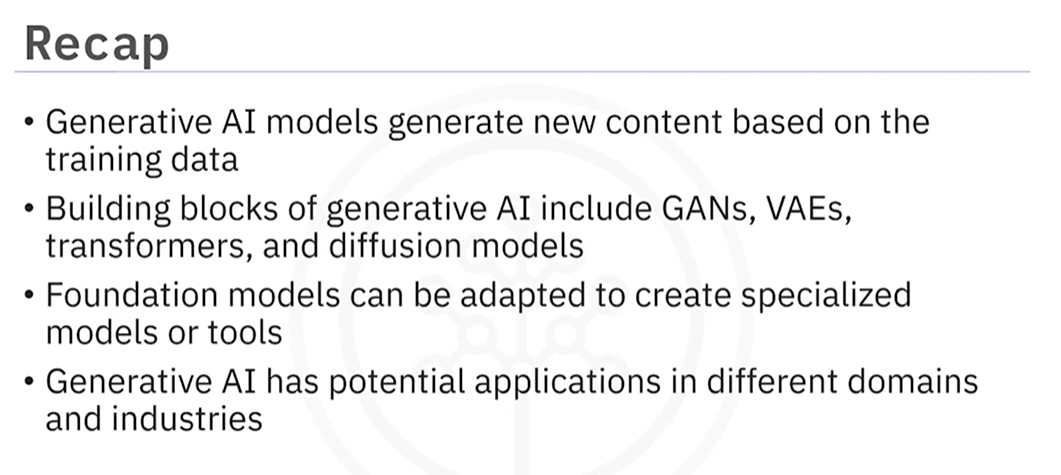 Recap
• Generative AI models generate new content based on the
training data
• Building blocks of generative AI include GANs, VAEs,
transformers, and diffusion models
• Foundation models can be adapted to create specialized
models or tools
• Generative AI has potential applications in different domains
and industries